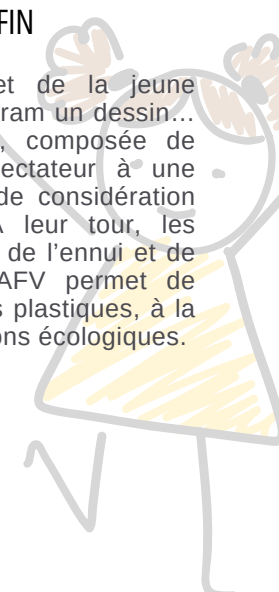 FIN
et de la jeune
ram un dessin...
, composée de
ectateur à une
de considération
leur tour, les
de l'ennui et de
AFV permet de
s plastiques, à la
ons écologiques.